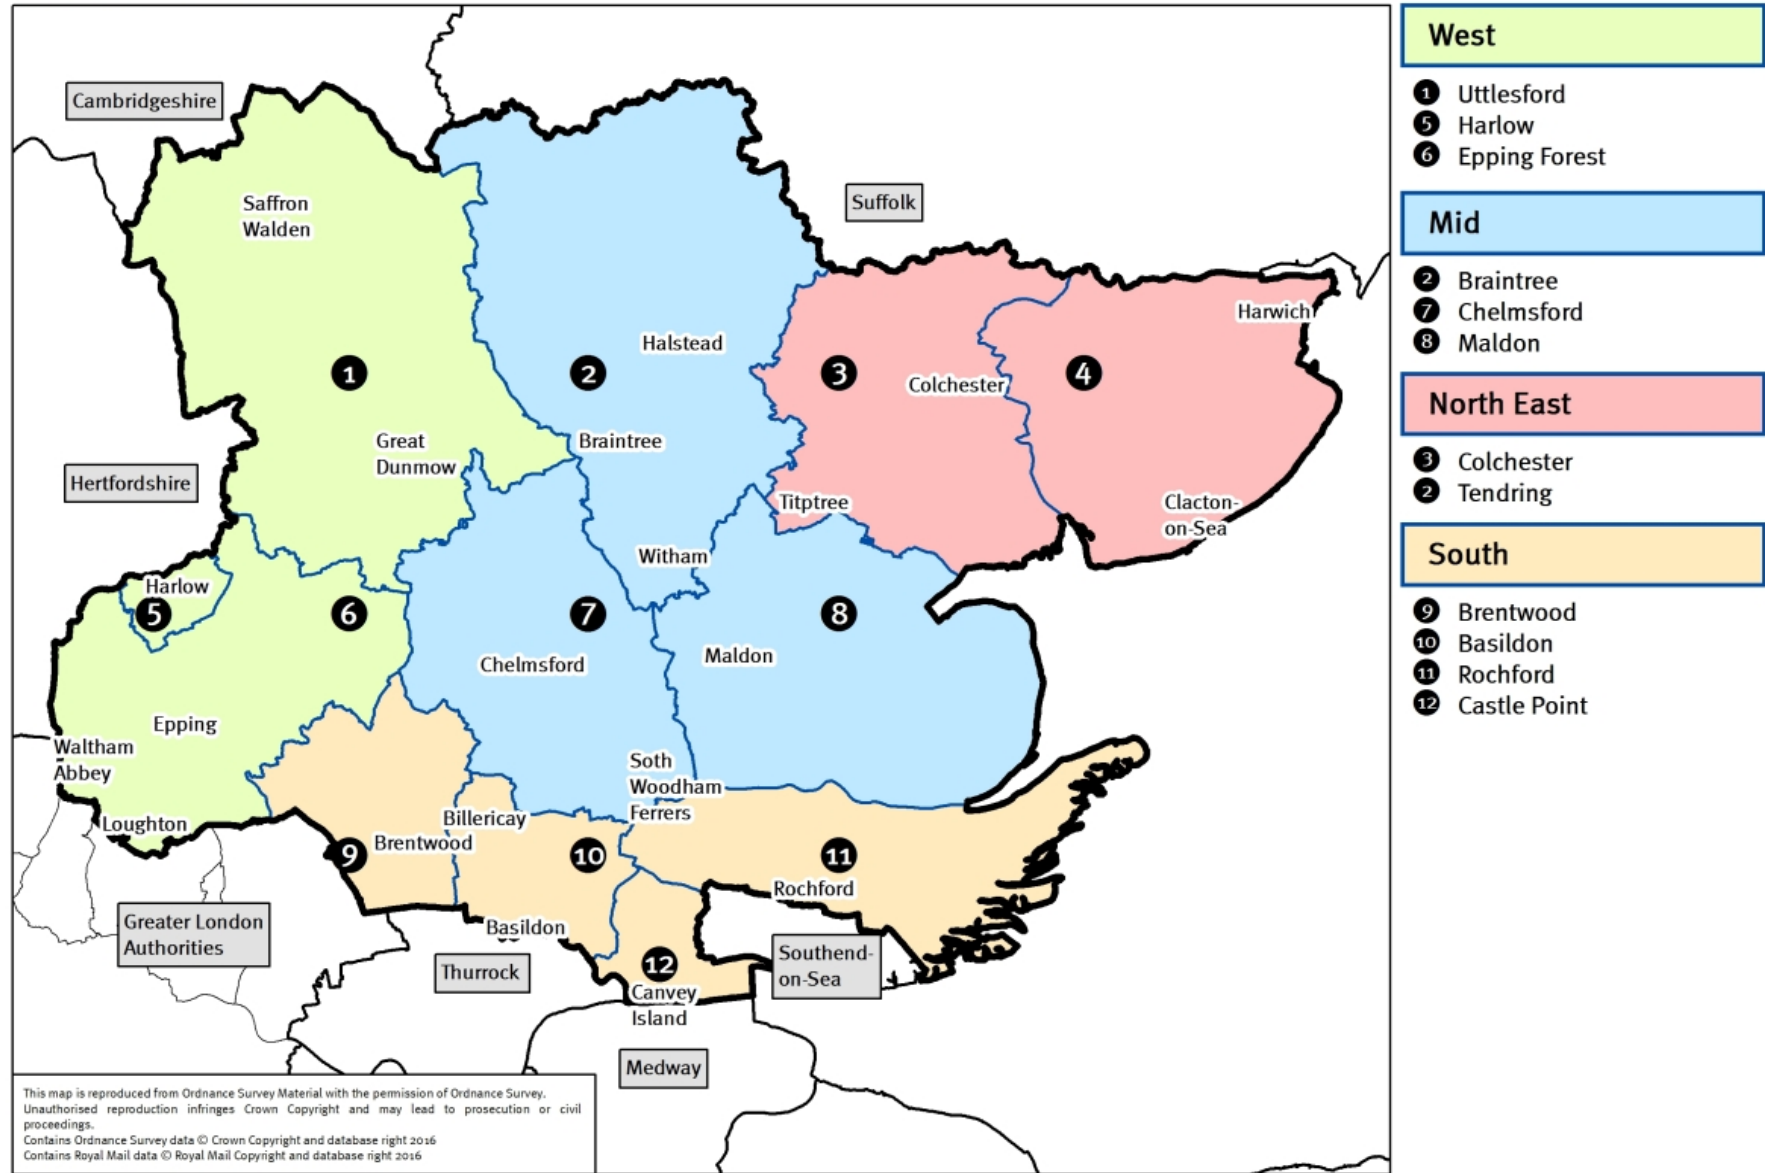 Cambridgeshire
Saffron
Walden
Suffolk
Harwich
Halstead
1
2
3
4
Colchester
Great
Dunmow
Braintree
Hertfordshire
Titptree
Clacton-
on-Sea
Witham
Harlow
5
6
7
8
Chelmsford
Maldon
Epping
Waltham
Abbey
Soth
Woodham
Ferrers
Loughton
Billericay
Brentwood
9
10
11
Rochford
Greater London
Authorities
Basildon
Thurrock
12
Southend-
on-Sea
Canvey
Island
Medway
This map is reproduced from Ordnance Survey Material with the permission of Ordnance Survey.
Unauthorised reproduction infringes Crown Copyright and may lead to prosecution or civil
proceedings.
Contains Ordnance Survey data © Crown Copyright and database right 2016
Contains Royal Mail data © Royal Mail Copyright and database right 2016
West
1 Uttlesford
5 Harlow
6 Epping Forest
Mid
2 Braintree
7 Chelmsford
8 Maldon
North East
3 Colchester
2 Tendring
South
9 Brentwood
10 Basildon
11 Rochford
12 Castle Point